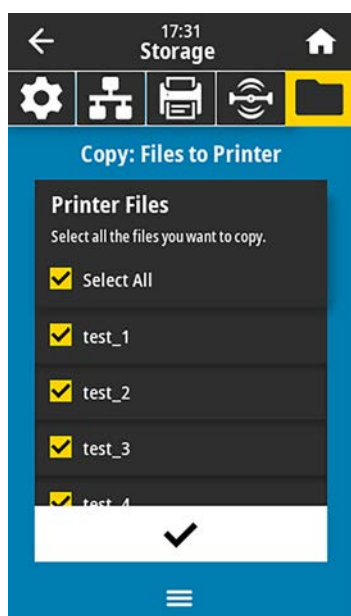 17:31
Storage
Copy: Files to Printer
Printer Files
Select all the files you want to copy.
Select All
test_1
test_2
test_3
test_4